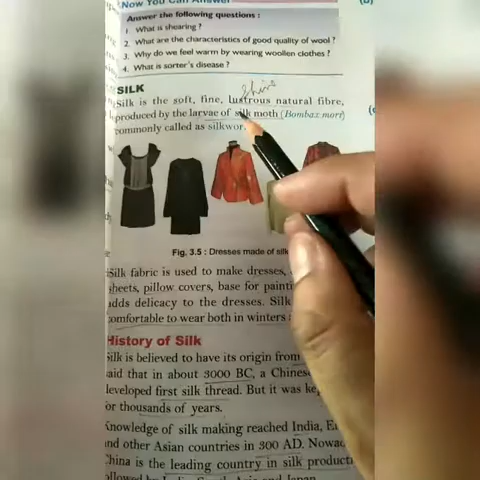 Now You Can Answer
Answer the following questions :
1 What is shearing ?
2. What are the characteristics of good quality of wool ?
3. Why do we feel warm by wearing woollen clothes ?
4. What is sorter's disease ?
SILK
Shine
Silk is the soft, fine, lustrous natural fibre,
produced by the larvae of silk moth (Bombax mori)
commonly called as
Fig. 3.5 : Dresses made of silk
Silk fabric is used to make dresses,
sheets, pillow covers, base for
adds delicacy to the dresses. Silk
comfortable to wear both in winters
History of Silk
Silk is believed to have its origin from
said that in about 3000 BC, a
developed first silk thread. But it was
for thousands of years.
Knowledge of silk making reached India,
and other Asian countries in 300 AD.
China is the leading country in silk